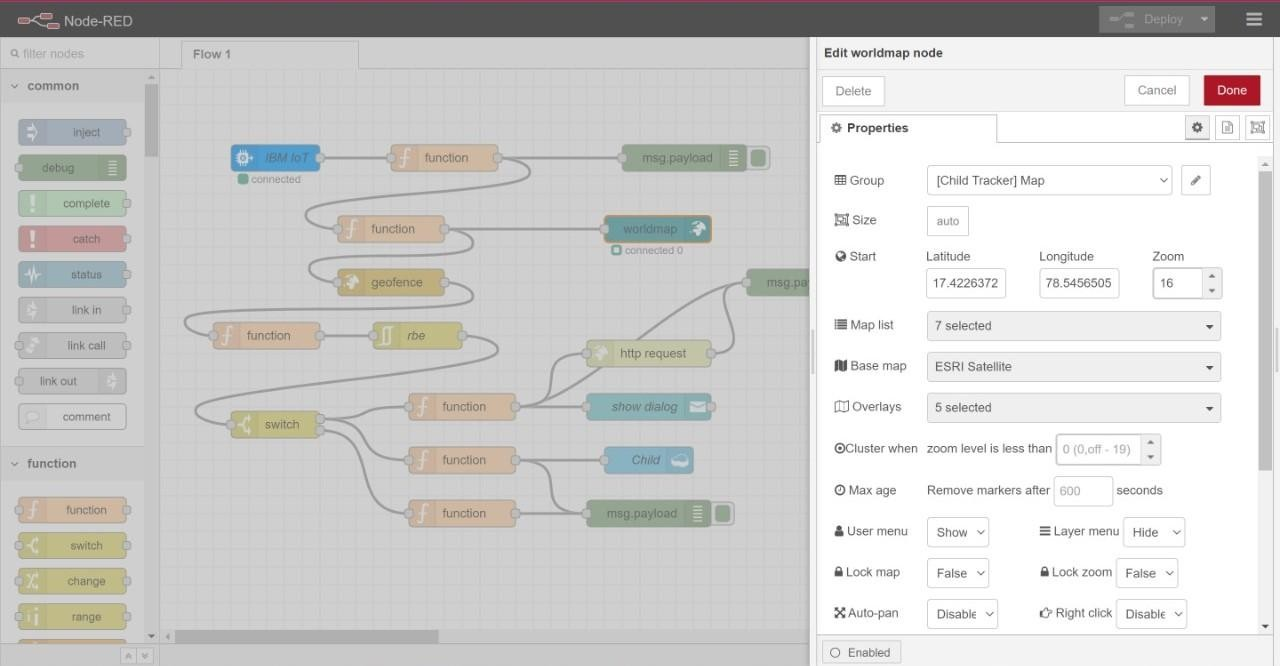 Node-RED
Deploy
filter nodes
Flow 1
common
inject
debug
complete
catch
status
link in
link call
link out
comment
function
function
switch
change
range
IBM IoT
connected
function
msg.payload
function
worldmap
connected 0
geofence
function
rbe
http request
switch
function
show dialog
function
Child
function
msg.payload
Edit worldmap node
Delete
Cancel
Done
Properties
Group
[Child Tracker] Map
Size
auto
Start
Latitude
Longitude
Zoom
17.4226372
78.5456505
16
Map list
7 selected
Base map
ESRI Satellite
Overlays
5 selected
Cluster when zoom level is less than 0 (0,off - 19)
Max age Remove markers after 600 seconds
User menu Show Layer menu Hide
Lock map False Lock zoom False
Auto-pan Disable Right click Disable
Enabled